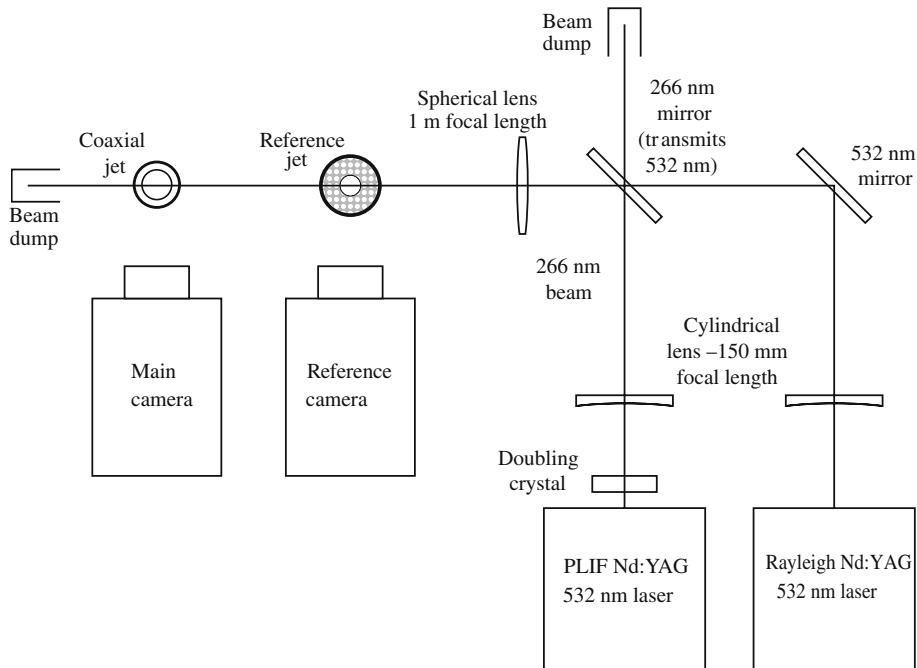 Beam
dump
266 nm
mirror
(transmits
532 nm)
Spherical lens
1 m focal length
Coaxial
jet
Reference
jet
532 nm
mirror
Beam
dump
266 nm
beam
Cylindrical
lens –150 mm
focal length
Main
camera
Reference
camera
Doubling
crystal
PLIF Nd:YAG
532 nm laser
Rayleigh Nd:YAG
532 nm laser